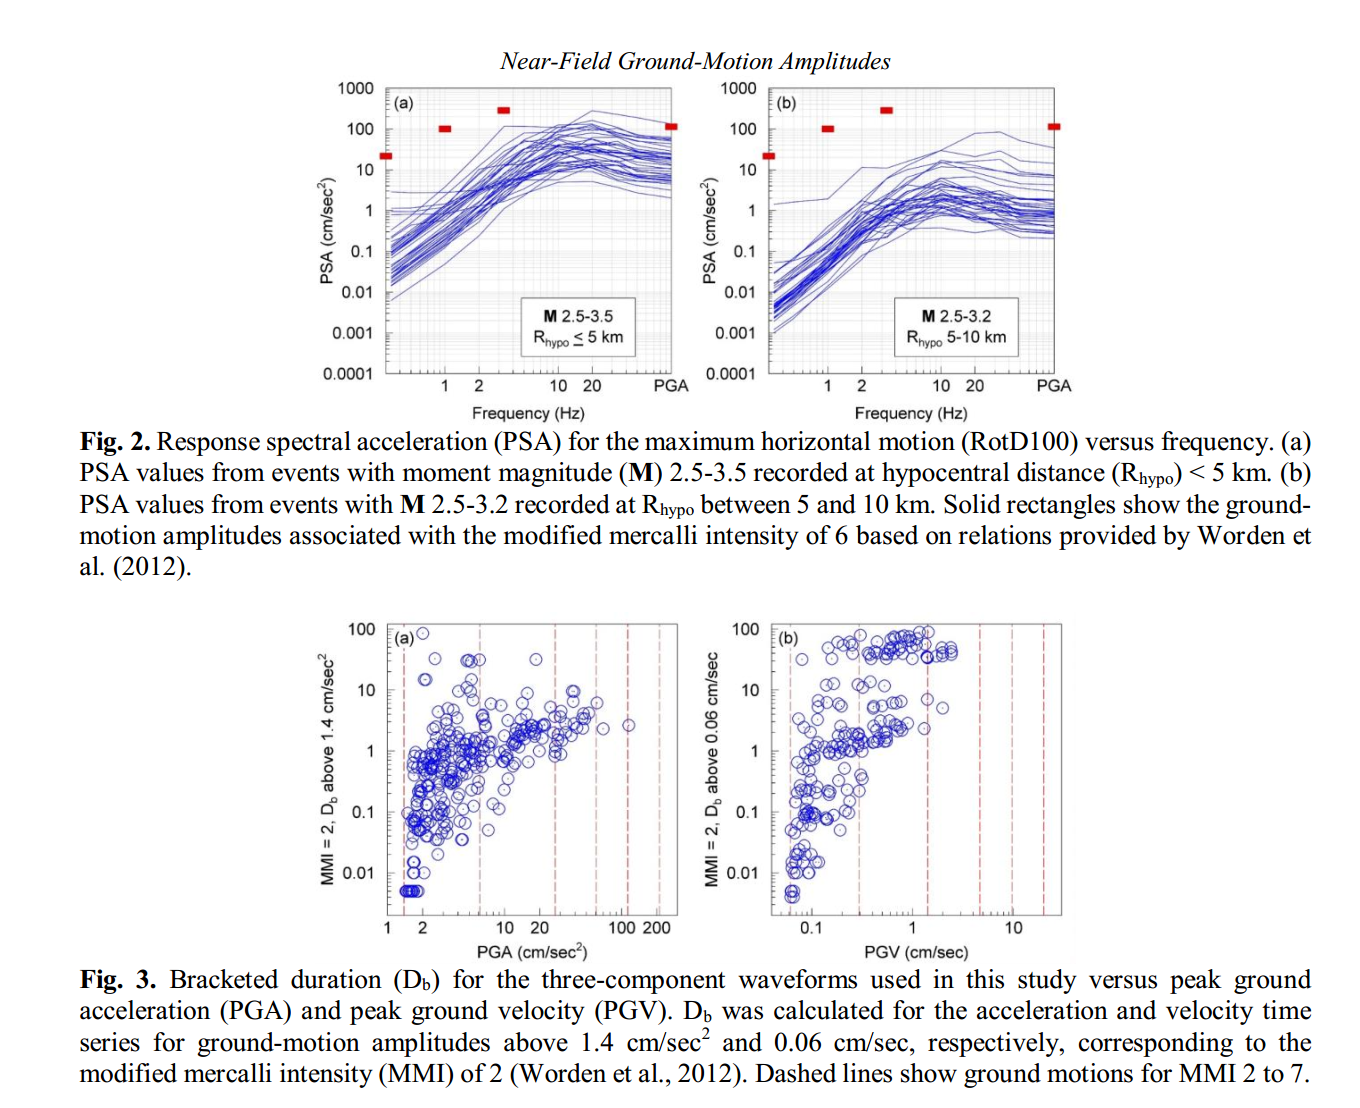 Near-Field Ground-Motion Amplitudes
1000
100
10
1
0.1
0.01
0.001
0.0001
PSA (cm/sec²)
(a)
M 2.5-3.5
Rhypo ≤ 5 km
1 2 10 20 PGA
Frequency (Hz)
1000
100
10
1
0.1
0.01
0.001
0.0001
PSA (cm/sec²)
(b)
M 2.5-3.2
Rhypo 5-10 km
1 2 10 20 PGA
Frequency (Hz)
Fig. 2. Response spectral acceleration (PSA) for the maximum horizontal motion (RotD100) versus frequency. (a)
PSA values from events with moment magnitude (M) 2.5-3.5 recorded at hypocentral distance (Rhypo) < 5 km. (b)
PSA values from events with M 2.5-3.2 recorded at Rhypo between 5 and 10 km. Solid rectangles show the ground-
motion amplitudes associated with the modified mercalli intensity of 6 based on relations provided by Worden et
al. (2012).
100
10
1
0.1
0.01
MMI = 2, Db above 1.4 cm/sec²
(a)
1 2 10 20 100 200
PGA (cm/sec²)
100
10
1
0.1
0.01
MMI = 2, Db above 0.06 cm/sec
(b)
0.1 1 10
PGV (cm/sec)
Fig. 3. Bracketed duration (Db) for the three-component waveforms used in this study versus peak ground
acceleration (PGA) and peak ground velocity (PGV). Db was calculated for the acceleration and velocity time
series for ground-motion amplitudes above 1.4 cm/sec² and 0.06 cm/sec, respectively, corresponding to the
modified mercalli intensity (MMI) of 2 (Worden et al., 2012). Dashed lines show ground motions for MMI 2 to 7.